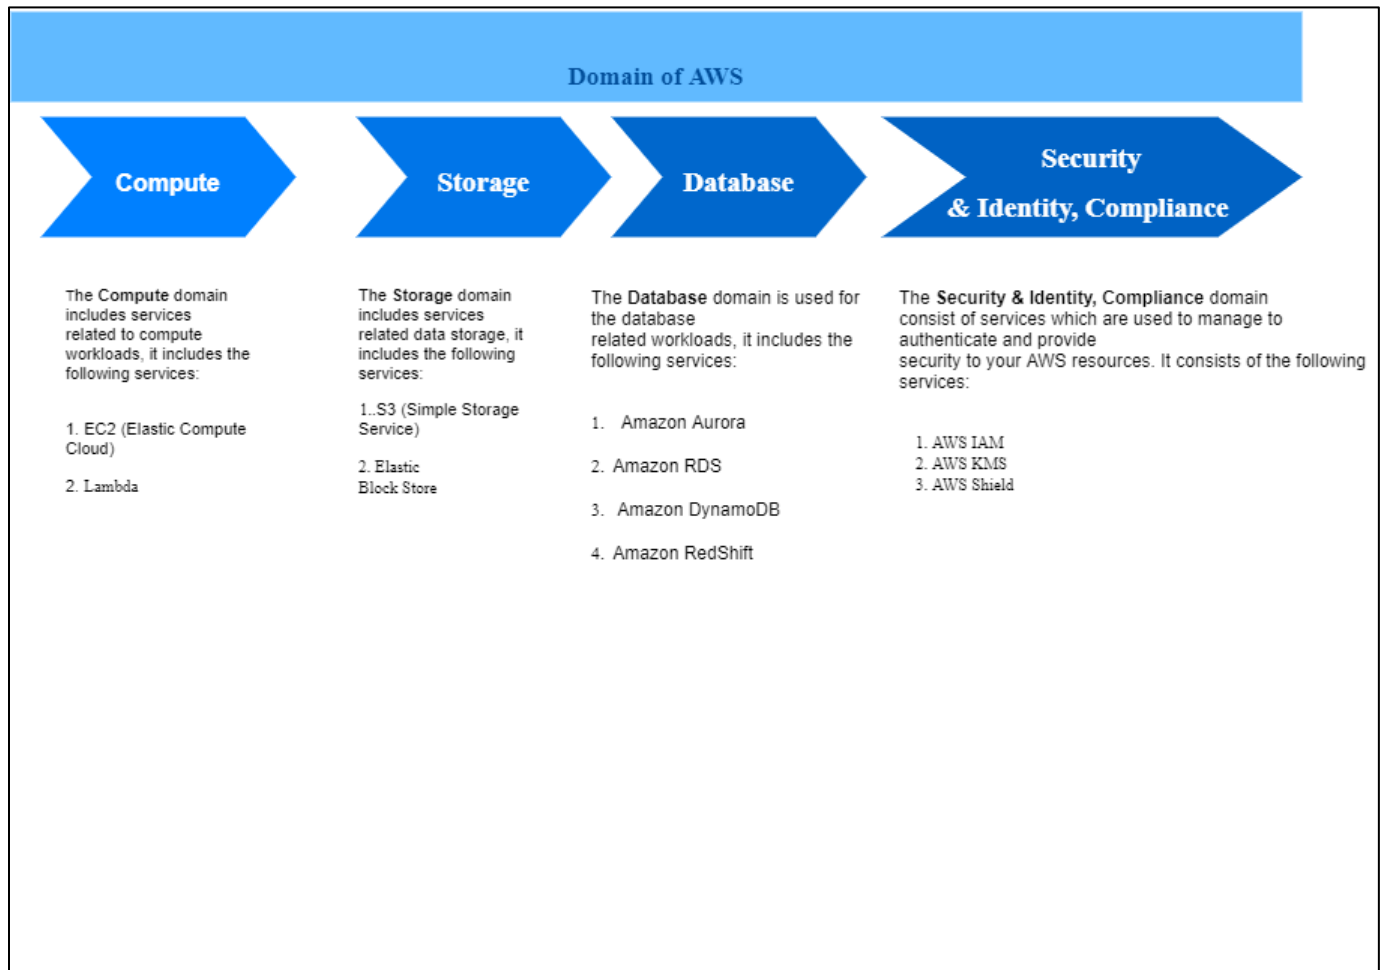 Domain of AWS
Compute
Storage
Database
Security
& Identity, Compliance
The Compute domain
includes services
related to compute
workloads, it includes the
following services:
1. EC2 (Elastic Compute
Cloud)
2. Lambda
The Storage domain
includes services
related data storage, it
includes the following
services:
1..S3 (Simple Storage
Service)
2. Elastic
Block Store
The Database domain is used for
the database
related workloads, it includes the
following services:
1. Amazon Aurora
2. Amazon RDS
3. Amazon DynamoDB
4. Amazon RedShift
The Security & Identity, Compliance domain
consist of services which are used to manage to
authenticate and provide
security to your AWS resources. It consists of the following
services:
1. AWS IAM
2. AWS KMS
3. AWS Shield